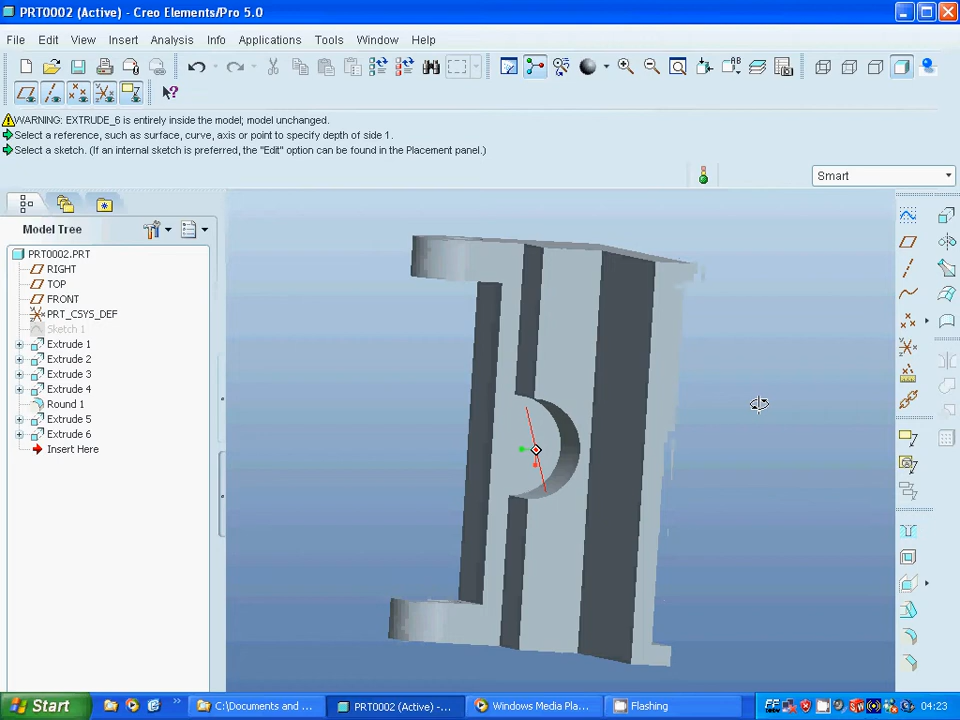 PRT0002 (Active) - Creo Elements/Pro 5.0
File Edit View Insert Analysis Info Applications Tools Window Help
WARNING: EXTRUDE_6 is entirely inside the model; model unchanged.
Select a reference, such as surface, curve, axis or point to specify depth of side 1.
Select a sketch. (If an internal sketch is preferred, the "Edit" option can be found in the Placement panel.)
Smart
Model Tree
PRT0002.PRT
RIGHT
TOP
FRONT
PRT_CSYS_DEF
Sketch 1
Extrude 1
Extrude 2
Extrude 3
Extrude 4
Round 1
Extrude 5
Extrude 6
Insert Here
Start
C:\Documents and ...
PRT0002 (Active) -...
Windows Media Pla...
Flashing
04:23